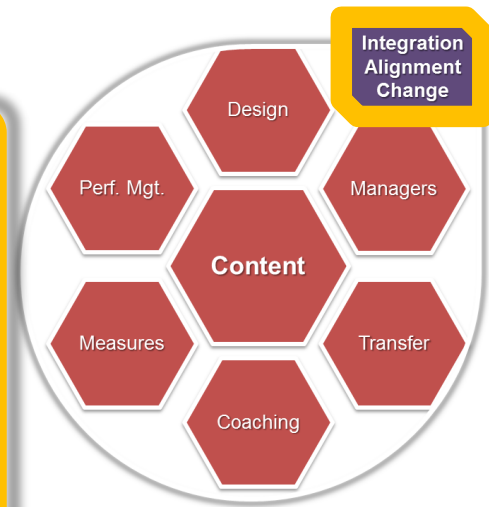 Integration
Alignment
Change
Design
Perf. Mgt.
Managers
Content
Measures
Transfer
Coaching